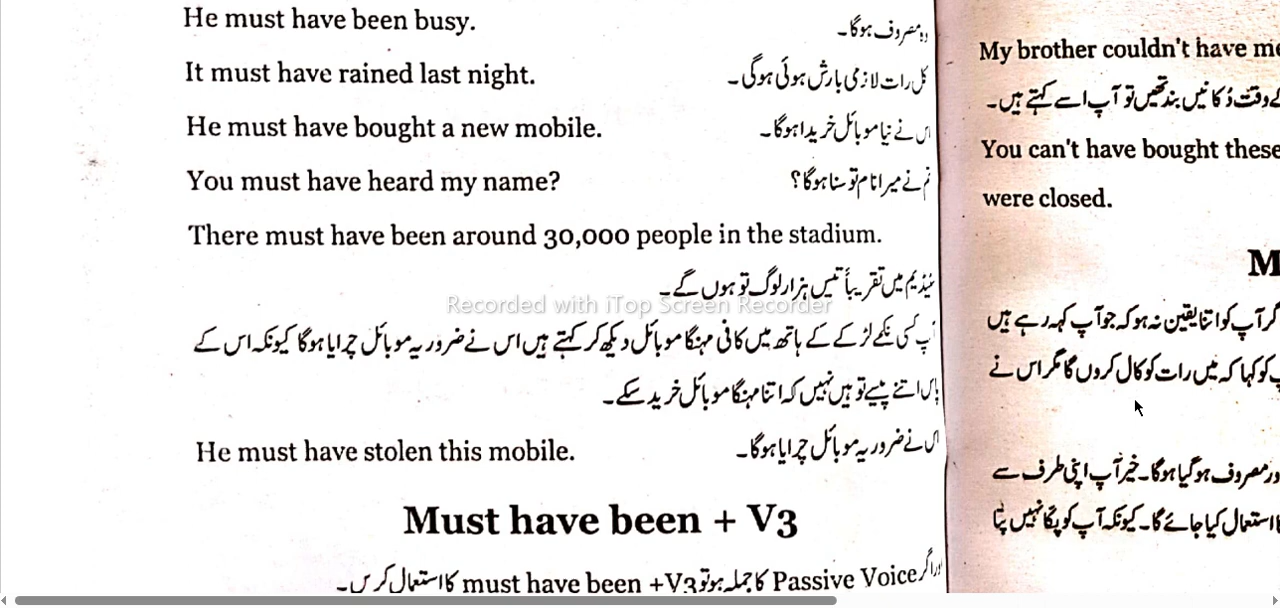 He must have been busy.
وہ مصروف ہوگا۔
It must have rained last night.
کل رات لازمی بارش ہوئی ہوگی۔
He must have bought a new mobile.
اس نے نیا موبائل خریدا ہوگا۔
You must have heard my name?
تم نے میرا نام تو سنا ہوگا؟
There must have been around 30,000 people in the stadium.
میں تقریباً تیس ہزار لوگ تو ہوں گے۔
Recorded with iTop Screen Recorder
آپ کسی نکمے لڑکے کے ہاتھ میں کافی مہنگا موبائل دیکھ کر کہتے ہیں اس نے ضرور یہ موبائل چرایا ہوگا کیونکہ اس کے
پاس اتنے پیسے تو ہیں نہیں کہ اتنا مہنگا موبائل خرید سکے۔
He must have stolen this mobile.
اس نے ضرور یہ موبائل چرایا ہوگا۔
Must have been + V3
اور اگر Passive Voice کا جملہ ہو تو must have been +V3 کا استعمال کریں۔
My brother couldn't have me
کے وقت دُکانیں بند تھیں تو آپ اسے کہتے ہیں۔
You can't have bought these
were closed.
M
گر آپ کو اتنا یقین نہ ہو کہ جو آپ کہہ رہے ہیں
کو کہا کہ میں رات کو کال کروں گا مگر اس نے
اور مصروف ہو گیا ہوگا۔ خیر آپ اپنی طرف سے
استعمال کیا جائے گا۔ کیونکہ آپ کو پکا نہیں پتا